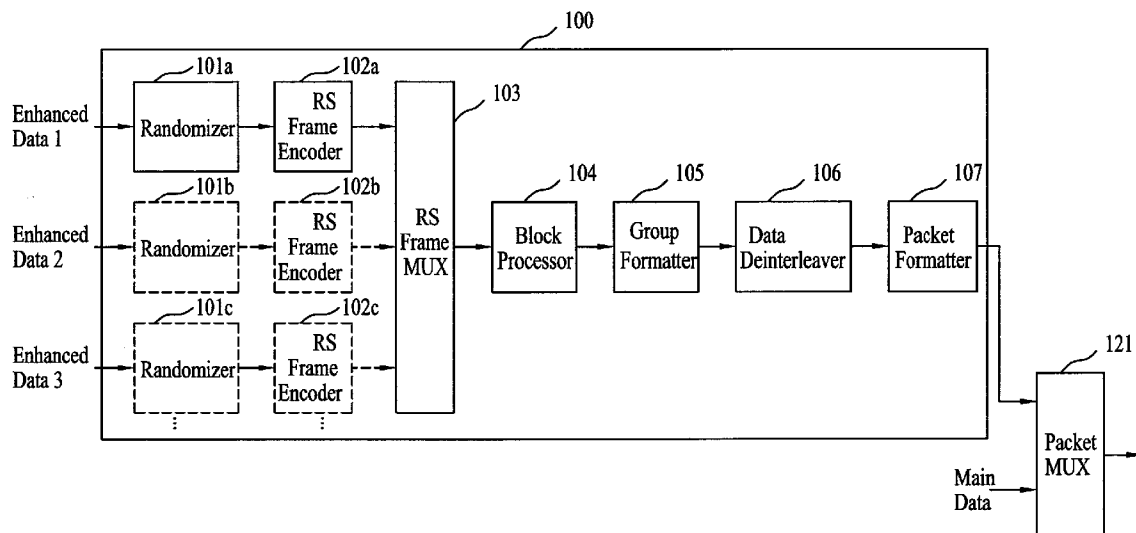 100
101a
102a
103
Enhanced
Data 1
Randomizer
RS
Frame
Encoder
101b
102b
Enhanced
Data 2
Randomizer
RS
Frame
Encoder
RS
Frame
MUX
104
Block
Processor
105
Group
Formatter
106
Data
Deinterleaver
107
Packet
Formatter
101c
102c
Enhanced
Data 3
Randomizer
RS
Frame
Encoder
121
Packet
MUX
Main
Data